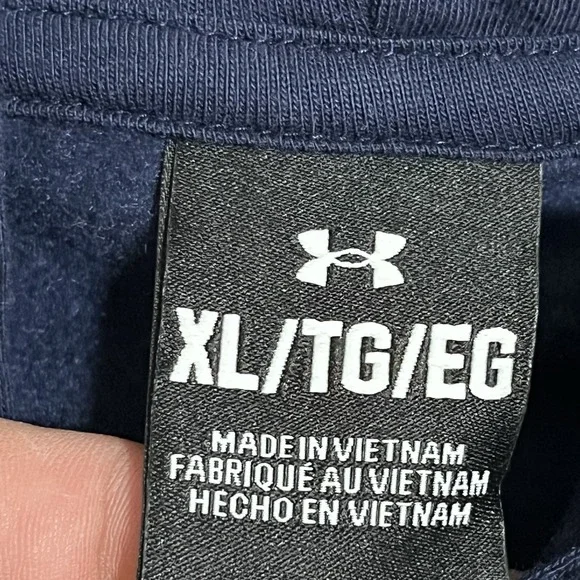 XL/TG/EG
MADE IN VIETNAM
FABRIQUÉ AU VIETNAM
HECHO EN VIETNAM